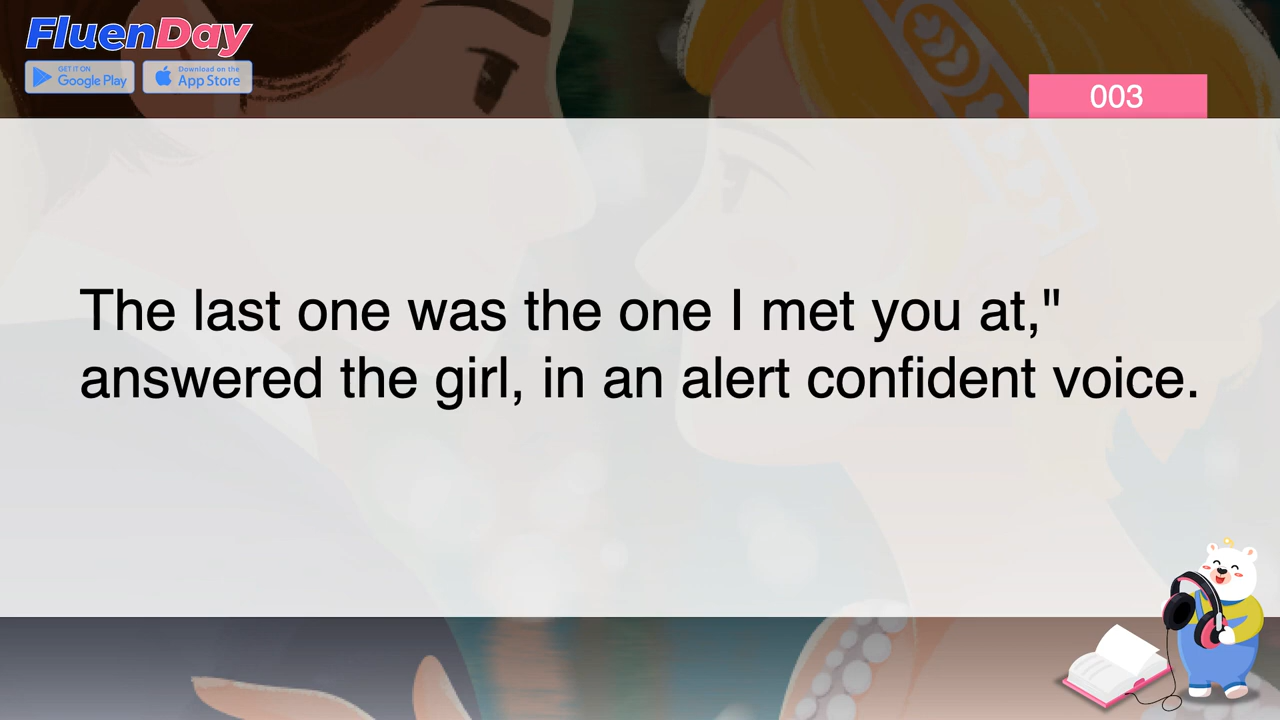 FluenDay
GET IT ON
Google Play
Download on the
App Store
003
The last one was the one I met you at,"
answered the girl, in an alert confident voice.